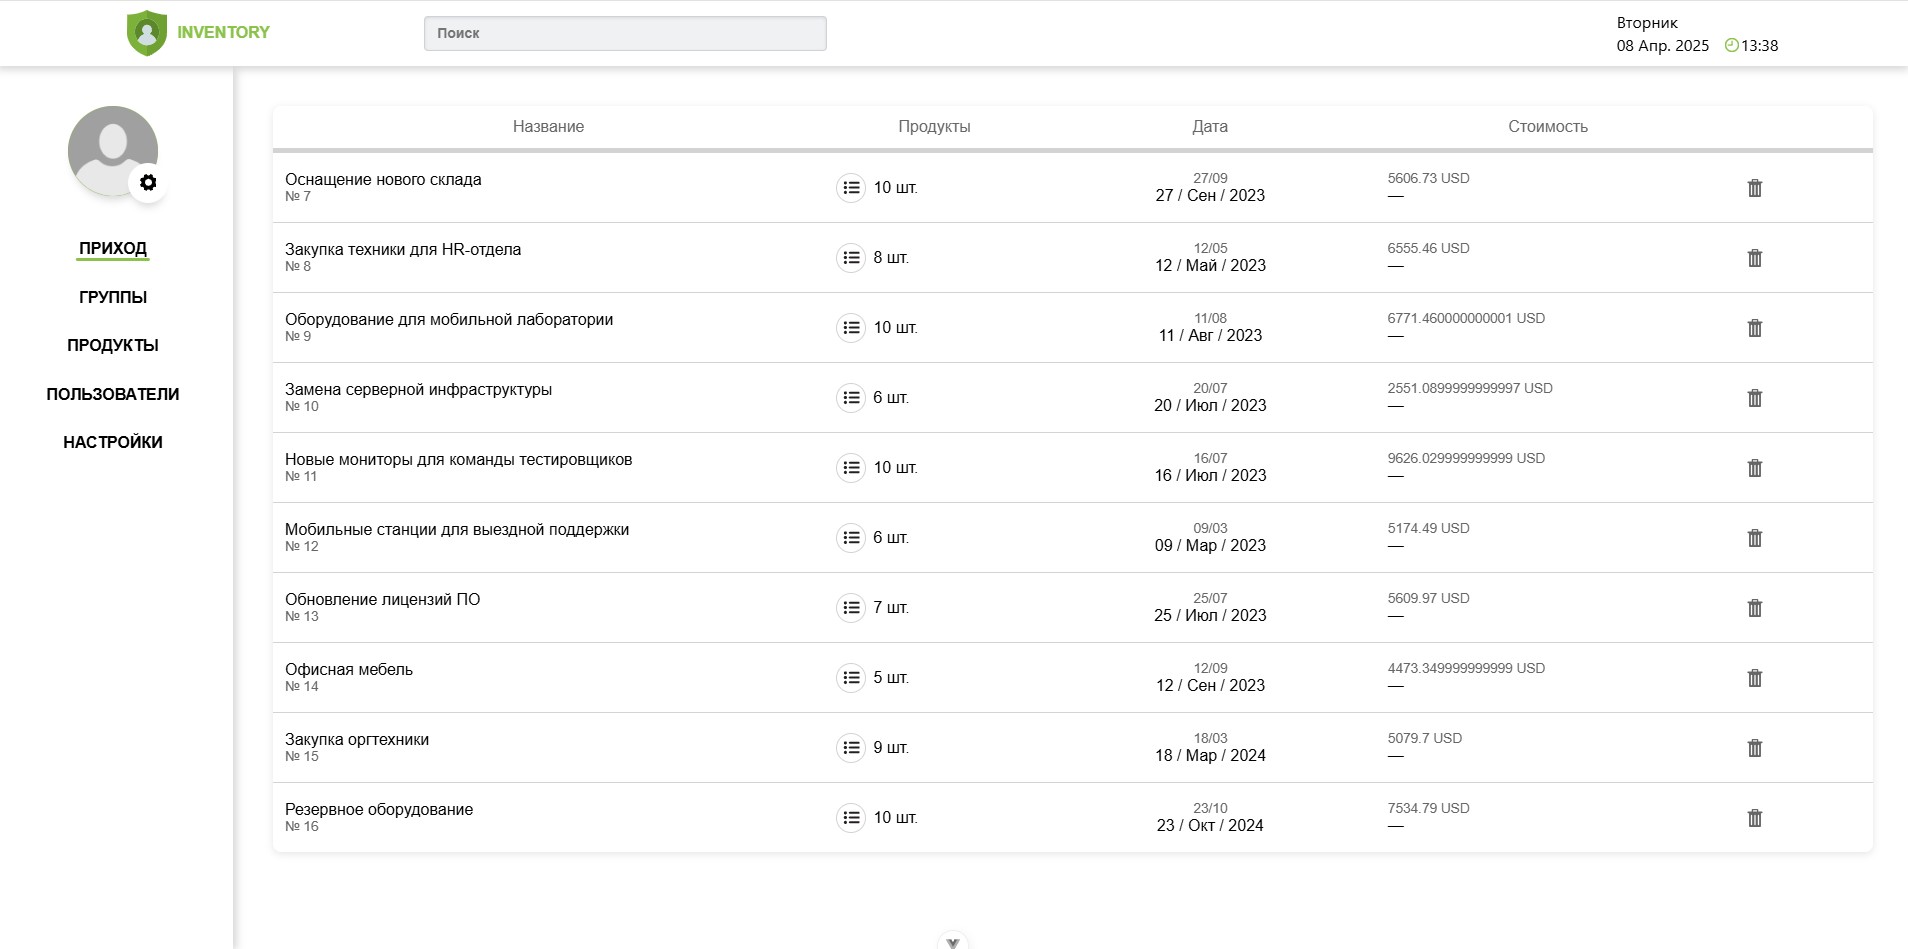 INVENTORY
Поиск
Вторник
08 Апр. 2025 13:38
ПРИХОД
ГРУППЫ
ПРОДУКТЫ
ПОЛЬЗОВАТЕЛИ
НАСТРОЙКИ
Название Продукты Дата Стоимость
Оснащение нового склада
№ 7
10 шт.
27/09
27 / Сен / 2023
5606.73 USD
—
Закупка техники для HR-отдела
№ 8
8 шт.
12/05
12 / Май / 2023
6555.46 USD
—
Оборудование для мобильной лаборатории
№ 9
10 шт.
11/08
11 / Авг / 2023
6771.460000000001 USD
—
Замена серверной инфраструктуры
№ 10
6 шт.
20/07
20 / Июл / 2023
2551.0899999999997 USD
—
Новые мониторы для команды тестировщиков
№ 11
10 шт.
16/07
16 / Июл / 2023
9626.029999999999 USD
—
Мобильные станции для выездной поддержки
№ 12
6 шт.
09/03
09 / Мар / 2023
5174.49 USD
—
Обновление лицензий ПО
№ 13
7 шт.
25/07
25 / Июл / 2023
5609.97 USD
—
Офисная мебель
№ 14
5 шт.
12/09
12 / Сен / 2023
4473.349999999999 USD
—
Закупка оргтехники
№ 15
9 шт.
18/03
18 / Мар / 2024
5079.7 USD
—
Резервное оборудование
№ 16
10 шт.
23/10
23 / Окт / 2024
7534.79 USD
—